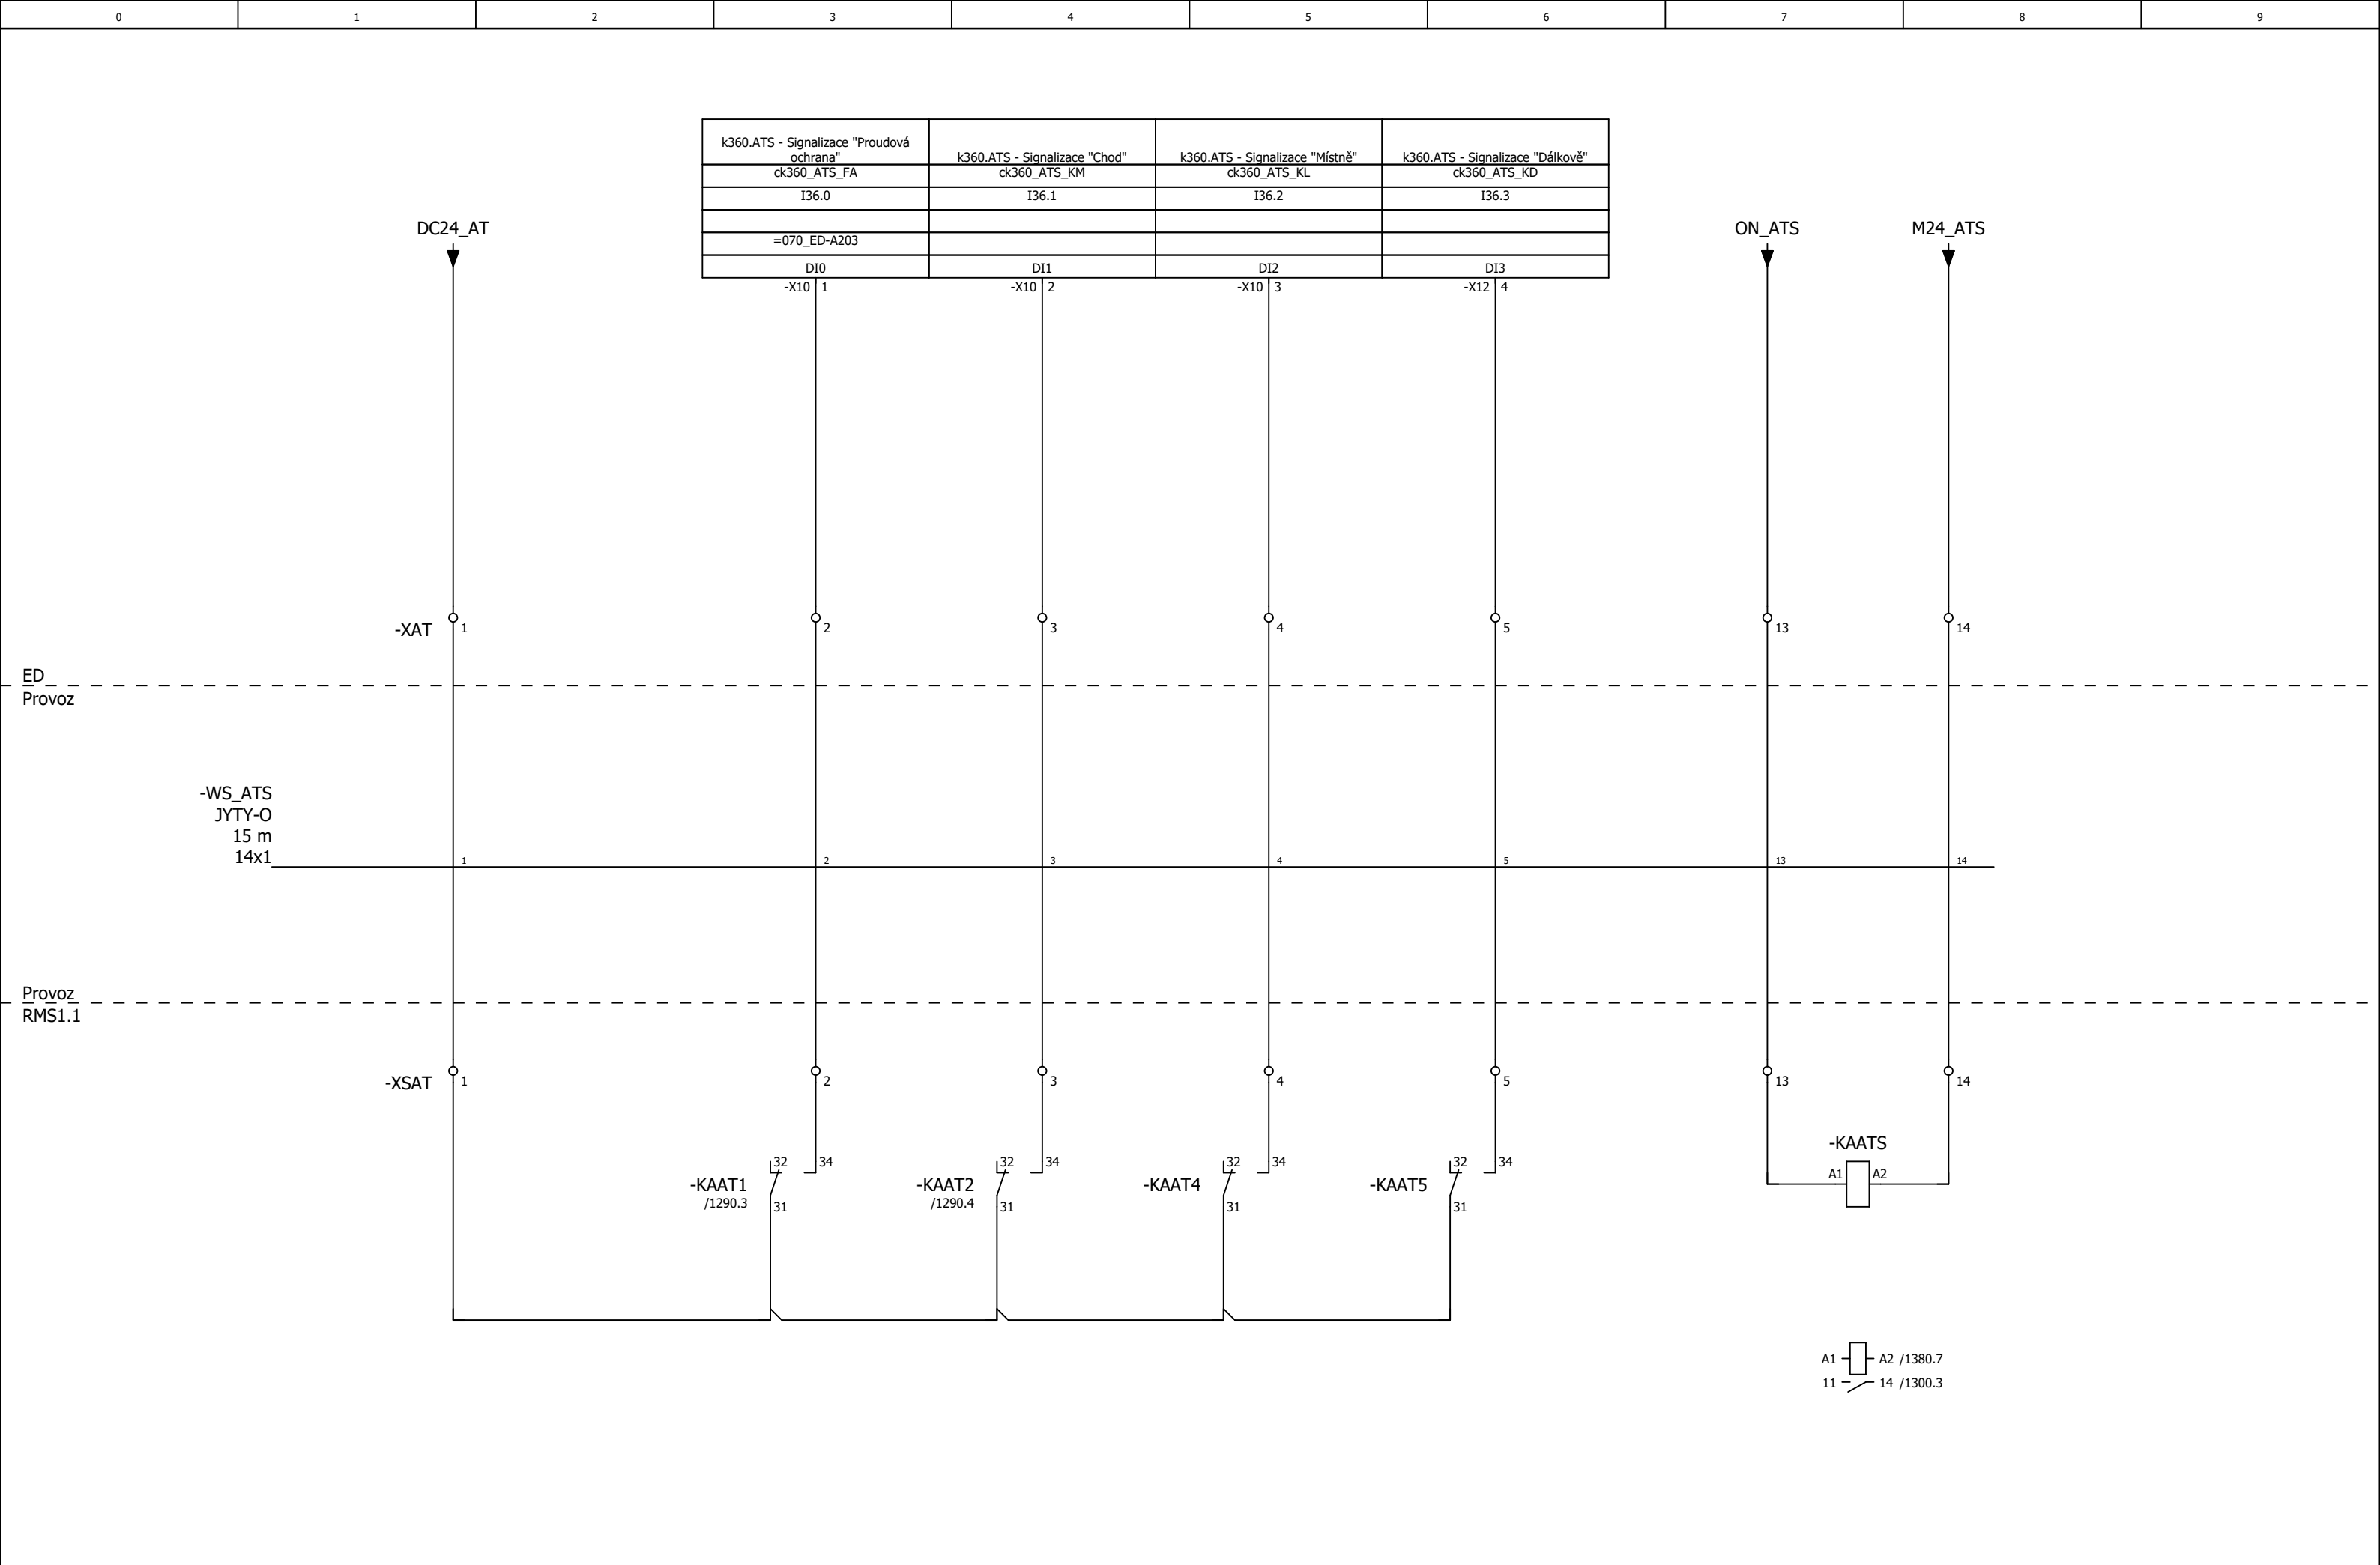 0 1 2 3 4 5 6 7 8 9
k360.ATS - Signalizace "Proudová
ochrana" k360.ATS - Signalizace "Chod" k360.ATS - Signalizace "Místně" k360.ATS - Signalizace "Dálkově"
ck360_ATS_FA ck360_ATS_KM ck360_ATS_KL ck360_ATS_KD
I36.0 I36.1 I36.2 I36.3
DC24_AT ON_ATS M24_ATS
=070_ED-A203
DI0 DI1 DI2 DI3
-X10 1 -X10 2 -X10 3 -X12 4
-XAT 1 2 3 4 5 13 14
ED
Provoz
-WS_ATS
JYTY-O
15 m
14x1 1 2 3 4 5 13 14
Provoz
RMS1.1
-XSAT 1 2 3 4 5 13 14
-KAATS
32 34 32 34 32 34 32 34
A1 A2
-KAAT1 -KAAT2 -KAAT4 -KAAT5
/1290.3 31 /1290.4 31 31 31
A1 A2 /1380.7
11 14 /1300.3